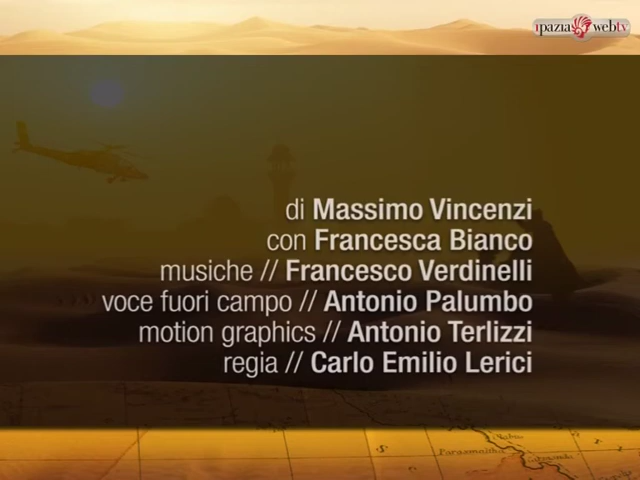 ipazia webtv
di Massimo Vincenzi
con Francesca Bianco
musiche // Francesco Verdinelli
voce fuori campo // Antonio Palumbo
motion graphics // Antonio Terlizzi
regia // Carlo Emilio Lerici